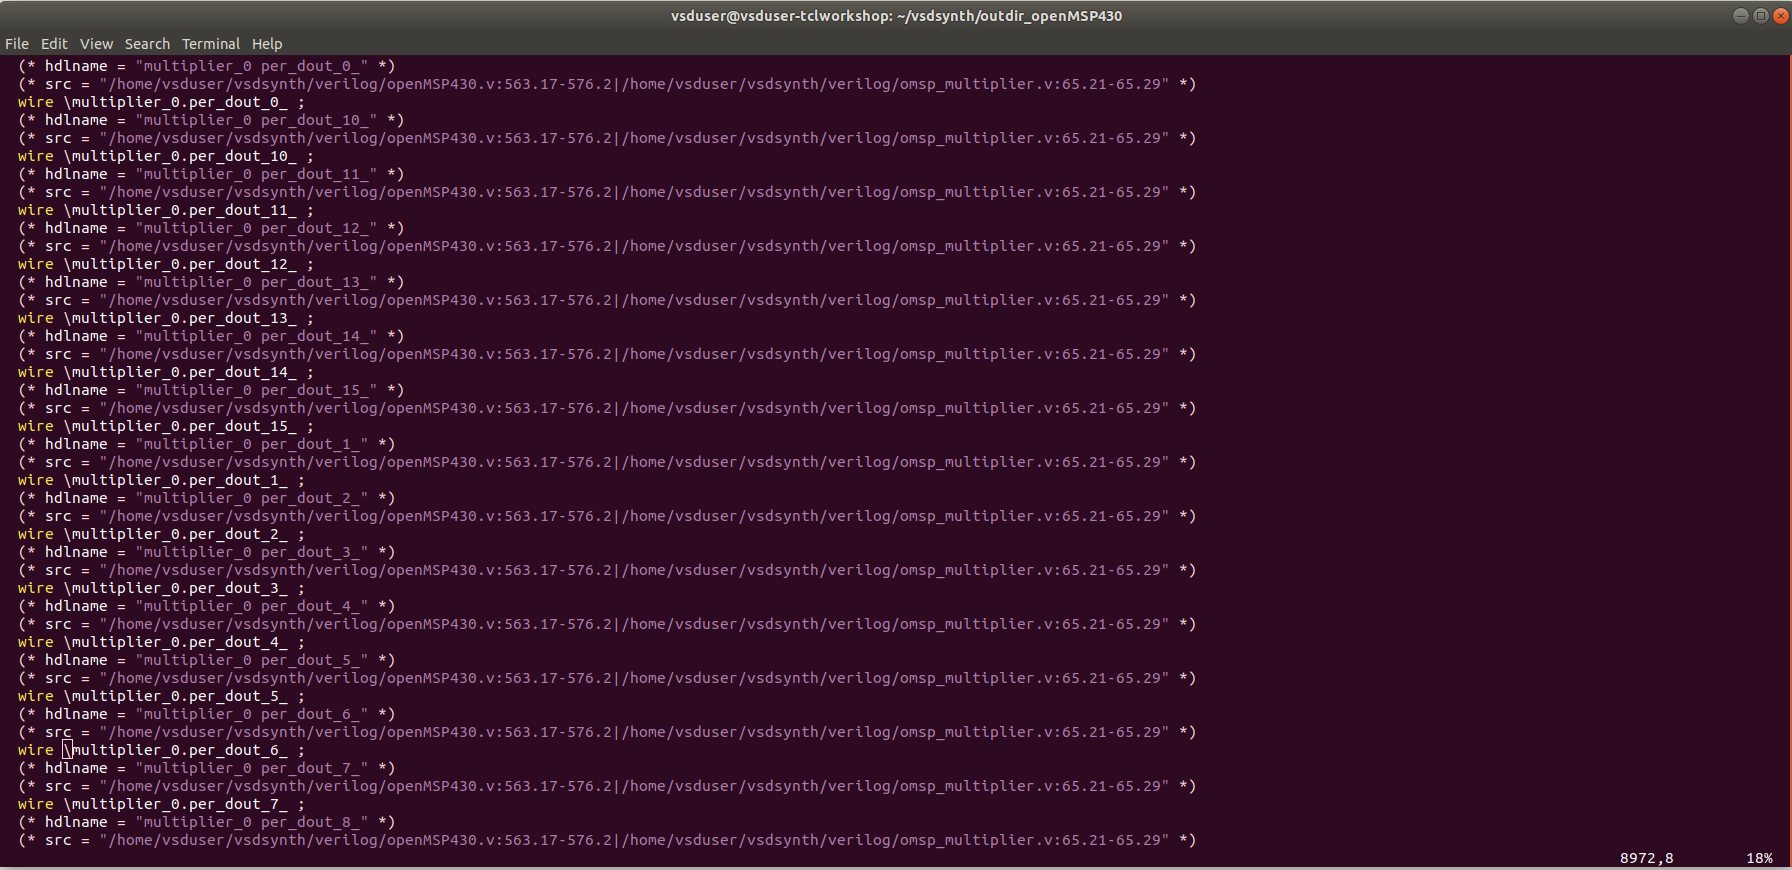 vsduser@vsduser-tclworkshop: ~/vsdsynth/outdir_openMSP430
File Edit View Search Terminal Help
(* hdlname = "multiplier_0 per_dout_0_" *)
(* src = "/home/vsduser/vsdsynth/verilog/openMSP430.v:563.17-576.2|/home/vsduser/vsdsynth/verilog/omsp_multiplier.v:65.21-65.29" *)
wire \multiplier_0.per_dout_0_ ;
(* hdlname = "multiplier_0 per_dout_10_" *)
(* src = "/home/vsduser/vsdsynth/verilog/openMSP430.v:563.17-576.2|/home/vsduser/vsdsynth/verilog/omsp_multiplier.v:65.21-65.29" *)
wire \multiplier_0.per_dout_10_ ;
(* hdlname = "multiplier_0 per_dout_11_" *)
(* src = "/home/vsduser/vsdsynth/verilog/openMSP430.v:563.17-576.2|/home/vsduser/vsdsynth/verilog/omsp_multiplier.v:65.21-65.29" *)
wire \multiplier_0.per_dout_11_ ;
(* hdlname = "multiplier_0 per_dout_12_" *)
(* src = "/home/vsduser/vsdsynth/verilog/openMSP430.v:563.17-576.2|/home/vsduser/vsdsynth/verilog/omsp_multiplier.v:65.21-65.29" *)
wire \multiplier_0.per_dout_12_ ;
(* hdlname = "multiplier_0 per_dout_13_" *)
(* src = "/home/vsduser/vsdsynth/verilog/openMSP430.v:563.17-576.2|/home/vsduser/vsdsynth/verilog/omsp_multiplier.v:65.21-65.29" *)
wire \multiplier_0.per_dout_13_ ;
(* hdlname = "multiplier_0 per_dout_14_" *)
(* src = "/home/vsduser/vsdsynth/verilog/openMSP430.v:563.17-576.2|/home/vsduser/vsdsynth/verilog/omsp_multiplier.v:65.21-65.29" *)
wire \multiplier_0.per_dout_14_ ;
(* hdlname = "multiplier_0 per_dout_15_" *)
(* src = "/home/vsduser/vsdsynth/verilog/openMSP430.v:563.17-576.2|/home/vsduser/vsdsynth/verilog/omsp_multiplier.v:65.21-65.29" *)
wire \multiplier_0.per_dout_15_ ;
(* hdlname = "multiplier_0 per_dout_1_" *)
(* src = "/home/vsduser/vsdsynth/verilog/openMSP430.v:563.17-576.2|/home/vsduser/vsdsynth/verilog/omsp_multiplier.v:65.21-65.29" *)
wire \multiplier_0.per_dout_1_ ;
(* hdlname = "multiplier_0 per_dout_2_" *)
(* src = "/home/vsduser/vsdsynth/verilog/openMSP430.v:563.17-576.2|/home/vsduser/vsdsynth/verilog/omsp_multiplier.v:65.21-65.29" *)
wire \multiplier_0.per_dout_2_ ;
(* hdlname = "multiplier_0 per_dout_3_" *)
(* src = "/home/vsduser/vsdsynth/verilog/openMSP430.v:563.17-576.2|/home/vsduser/vsdsynth/verilog/omsp_multiplier.v:65.21-65.29" *)
wire \multiplier_0.per_dout_3_ ;
(* hdlname = "multiplier_0 per_dout_4_" *)
(* src = "/home/vsduser/vsdsynth/verilog/openMSP430.v:563.17-576.2|/home/vsduser/vsdsynth/verilog/omsp_multiplier.v:65.21-65.29" *)
wire \multiplier_0.per_dout_4_ ;
(* hdlname = "multiplier_0 per_dout_5_" *)
(* src = "/home/vsduser/vsdsynth/verilog/openMSP430.v:563.17-576.2|/home/vsduser/vsdsynth/verilog/omsp_multiplier.v:65.21-65.29" *)
wire \multiplier_0.per_dout_5_ ;
(* hdlname = "multiplier_0 per_dout_6_" *)
(* src = "/home/vsduser/vsdsynth/verilog/openMSP430.v:563.17-576.2|/home/vsduser/vsdsynth/verilog/omsp_multiplier.v:65.21-65.29" *)
wire \multiplier_0.per_dout_6_ ;
(* hdlname = "multiplier_0 per_dout_7_" *)
(* src = "/home/vsduser/vsdsynth/verilog/openMSP430.v:563.17-576.2|/home/vsduser/vsdsynth/verilog/omsp_multiplier.v:65.21-65.29" *)
wire \multiplier_0.per_dout_7_ ;
(* hdlname = "multiplier_0 per_dout_8_" *)
(* src = "/home/vsduser/vsdsynth/verilog/openMSP430.v:563.17-576.2|/home/vsduser/vsdsynth/verilog/omsp_multiplier.v:65.21-65.29" *)
8972,8 18%